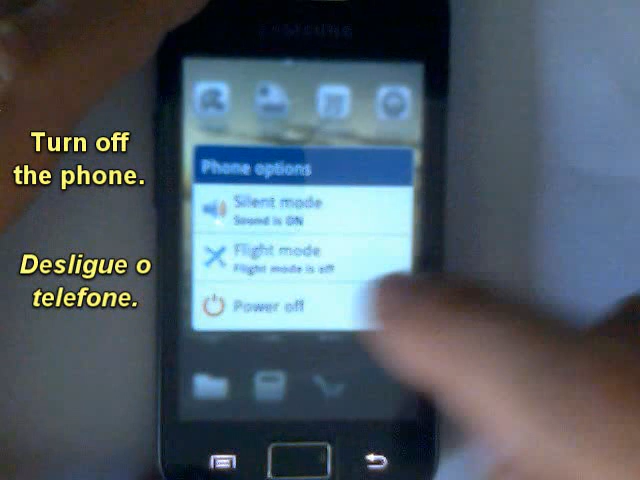 SAMSUNG
Turn off
the phone.
Phone options
Silent mode
Sound is ON
Flight mode
Flight mode is off
Power off
Desligue o
telefone.